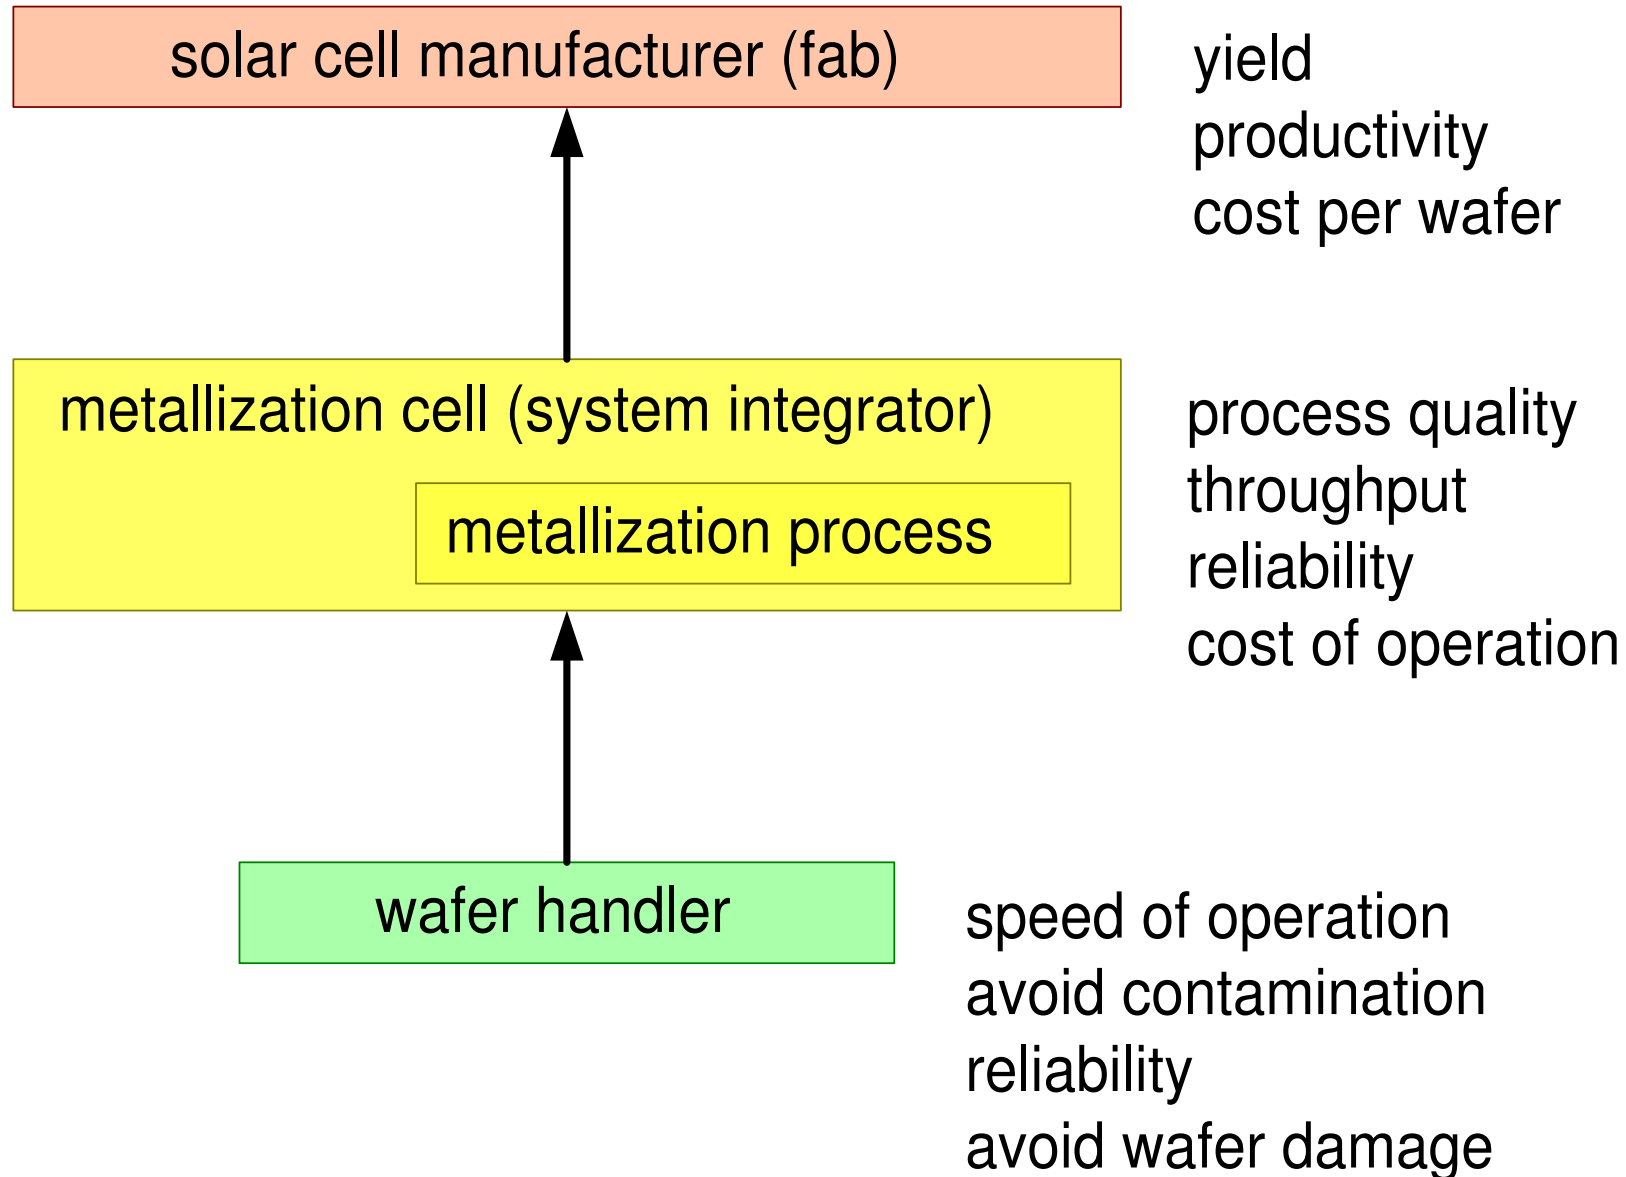 solar cell manufacturer (fab)
yield
productivity
cost per wafer
metallization cell (system integrator)
metallization process
process quality
throughput
reliability
cost of operation
wafer handler
speed of operation
avoid contamination
reliability
avoid wafer damage